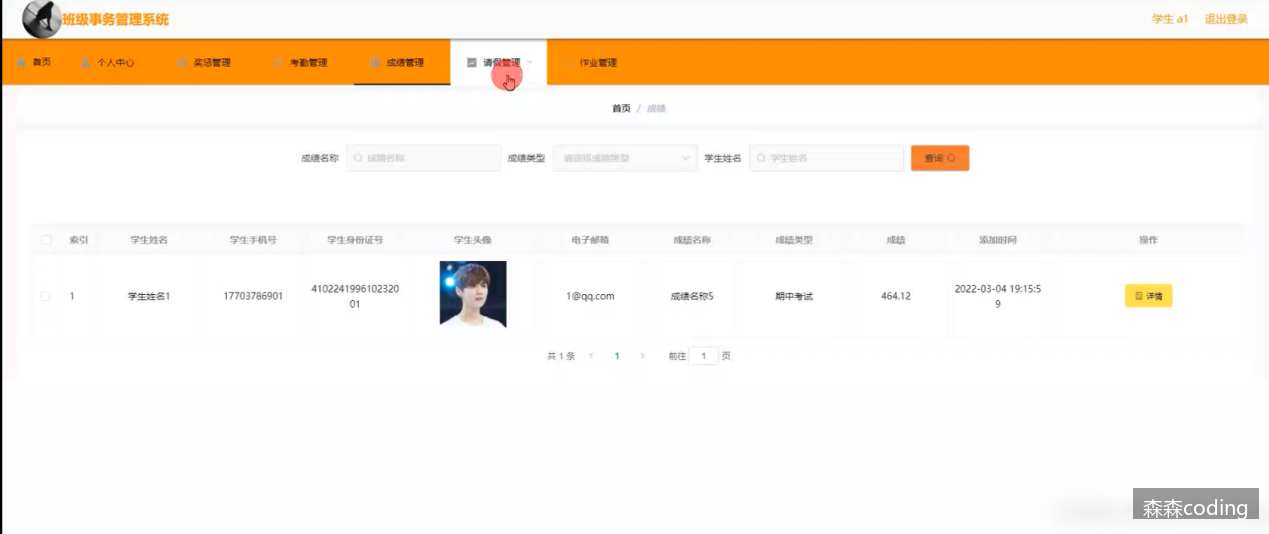 班级事务管理系统
学生 a1 退出登录
首页 个人中心 奖惩管理 考勤管理 成绩管理 请假管理 作业管理
首页 / 成绩
成绩名称 成绩名称 成绩类型 请选择成绩类型 学生姓名 学生姓名 查询
索引 学生姓名 学生手机号 学生身份证号 学生头像 电子邮箱 成绩名称 成绩类型 成绩 添加时间 操作
1 学生姓名1 17703786901 4102241996102320 1@qq.com 成绩名称5 期中考试 464.12 2022-03-04 19:15:5 详情
01 9
共 1 条 1 前往 1 页
森森coding